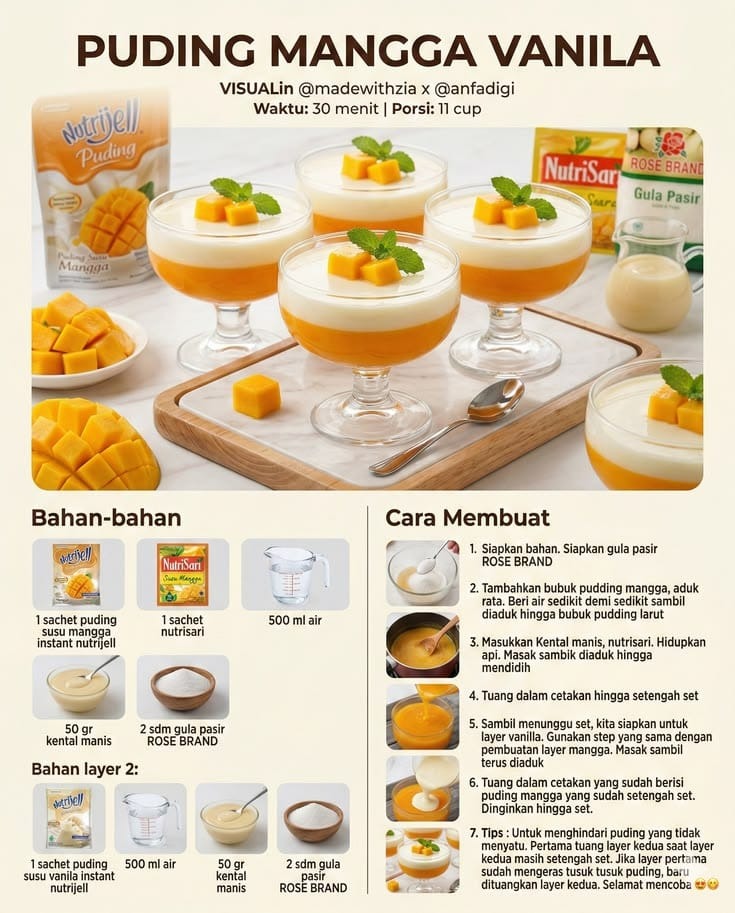 PUDING MANGGA VANILA
VISUALin @madewithzia x @anfadigi
Waktu: 30 menit | Porsi: 11 cup
Nutrijell
Puding
Puding Susu
Mangga
NutriSari
ROSE BRAND
Gula Pasir
Bahan-bahan
Nutrijell
NutriSari
Susu Mangga
1 sachet puding
susu mangga
instant nutrijell
1 sachet
nutrisari
500 ml air
50 gr
kental manis
2 sdm gula pasir
ROSE BRAND
Bahan layer 2:
Nutrijell
1 sachet puding
susu vanila instant
nutrijell
500 ml air
50 gr
kental
manis
2 sdm gula
pasir
ROSE BRAND
Cara Membuat
1. Siapkan bahan. Siapkan gula pasir
ROSE BRAND
2. Tambahkan bubuk pudding mangga, aduk
rata. Beri air sedikit demi sedikit sambil
diaduk hingga bubuk pudding larut
3. Masukkan Kental manis, nutrisari. Hidupkan
api. Masak sambik diaduk hingga
mendidih
4. Tuang dalam cetakan hingga setengah set
5. Sambil menunggu set, kita siapkan untuk
layer vanilla. Gunakan step yang sama dengan
pembuatan layer mangga. Masak sambil
terus diaduk
6. Tuang dalam cetakan yang sudah berisi
puding mangga yang sudah setengah set.
Dinginkan hingga set.
7. Tips : Untuk menghindari puding yang tidak
menyatu. Pertama tuang layer kedua saat layer
kedua masih setengah set. Jika layer pertama
sudah mengeras tusuk tusuk puding, baru
dituangkan layer kedua. Selamat mencoba 😍😋